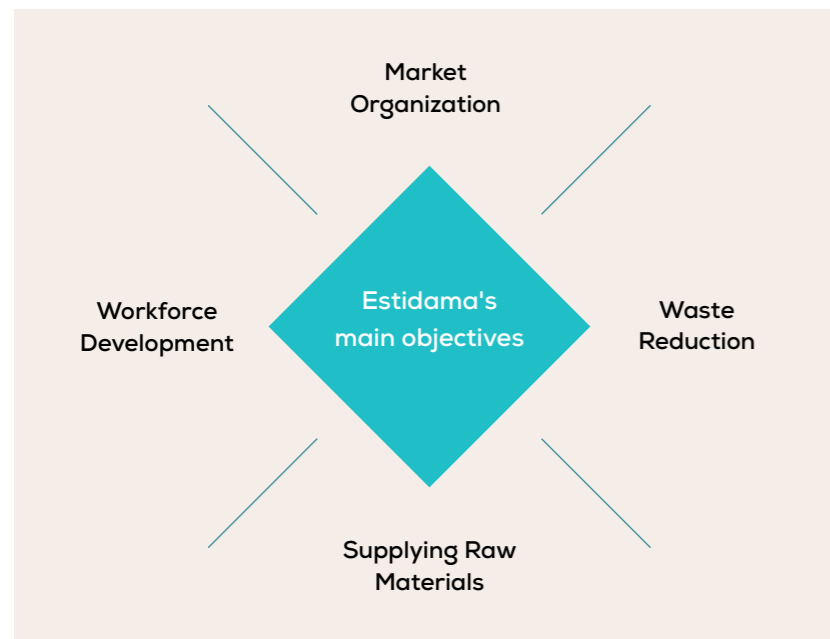 Market
Organization
Workforce
Development
Estidama's
main objectives
Waste
Reduction
Supplying Raw
Materials